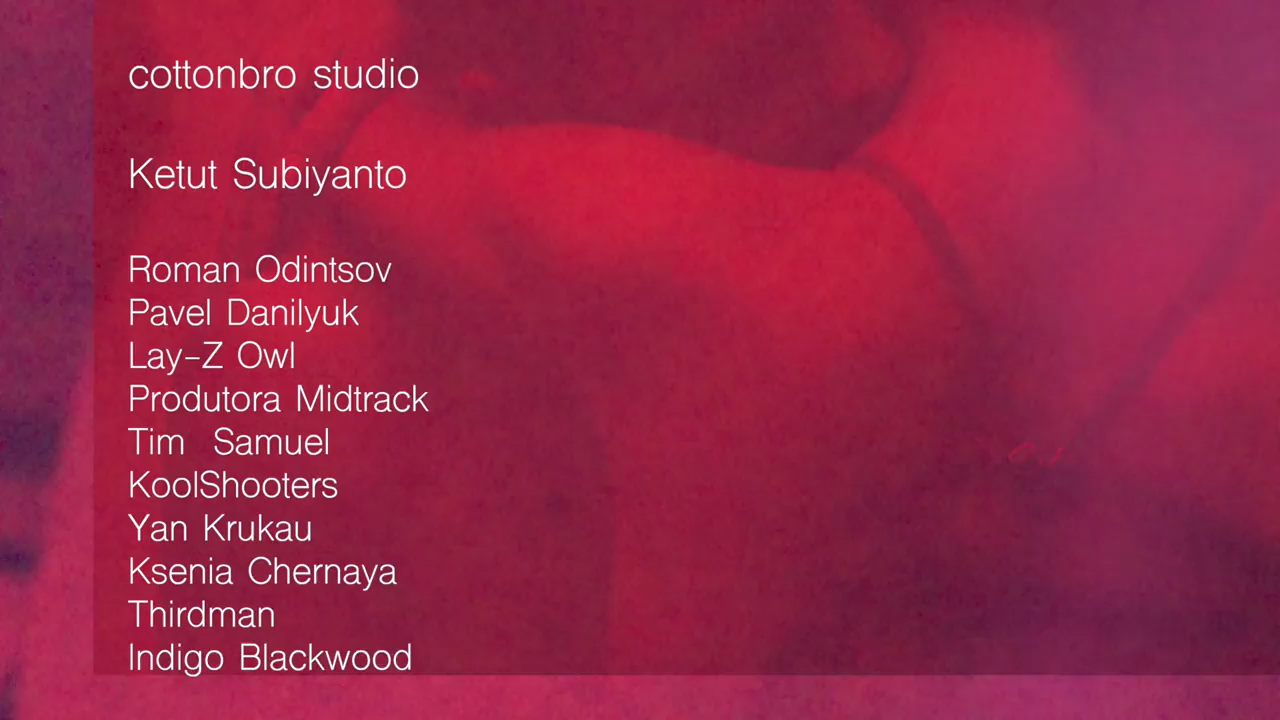 cottonbro studio
Ketut Subiyanto
Roman Odintsov
Pavel Danilyuk
Lay-Z Owl
Produtora Midtrack
Tim  Samuel
KoolShooters
Yan Krukau
Ksenia Chernaya
Thirdman
Indigo Blackwood